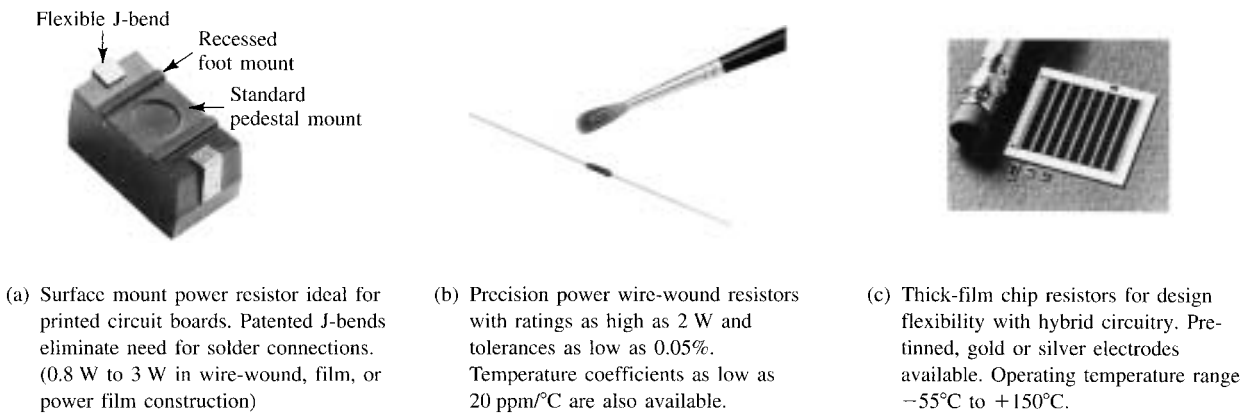 Flexible J-bend
Recessed
foot mount
Standard
pedestal mount
(a) Surface mount power resistor ideal for
printed circuit boards. Patented J-bends
eliminate need for solder connections.
(0.8 W to 3 W in wire-wound, film, or
power film construction)
(b) Precision power wire-wound resistors
with ratings as high as 2 W and
tolerances as low as 0.05%.
Temperature coefficients as low as
20 ppm/°C are also available.
(c) Thick-film chip resistors for design
flexibility with hybrid circuitry. Pre-
tinned, gold or silver electrodes
available. Operating temperature range
−55°C to +150°C.